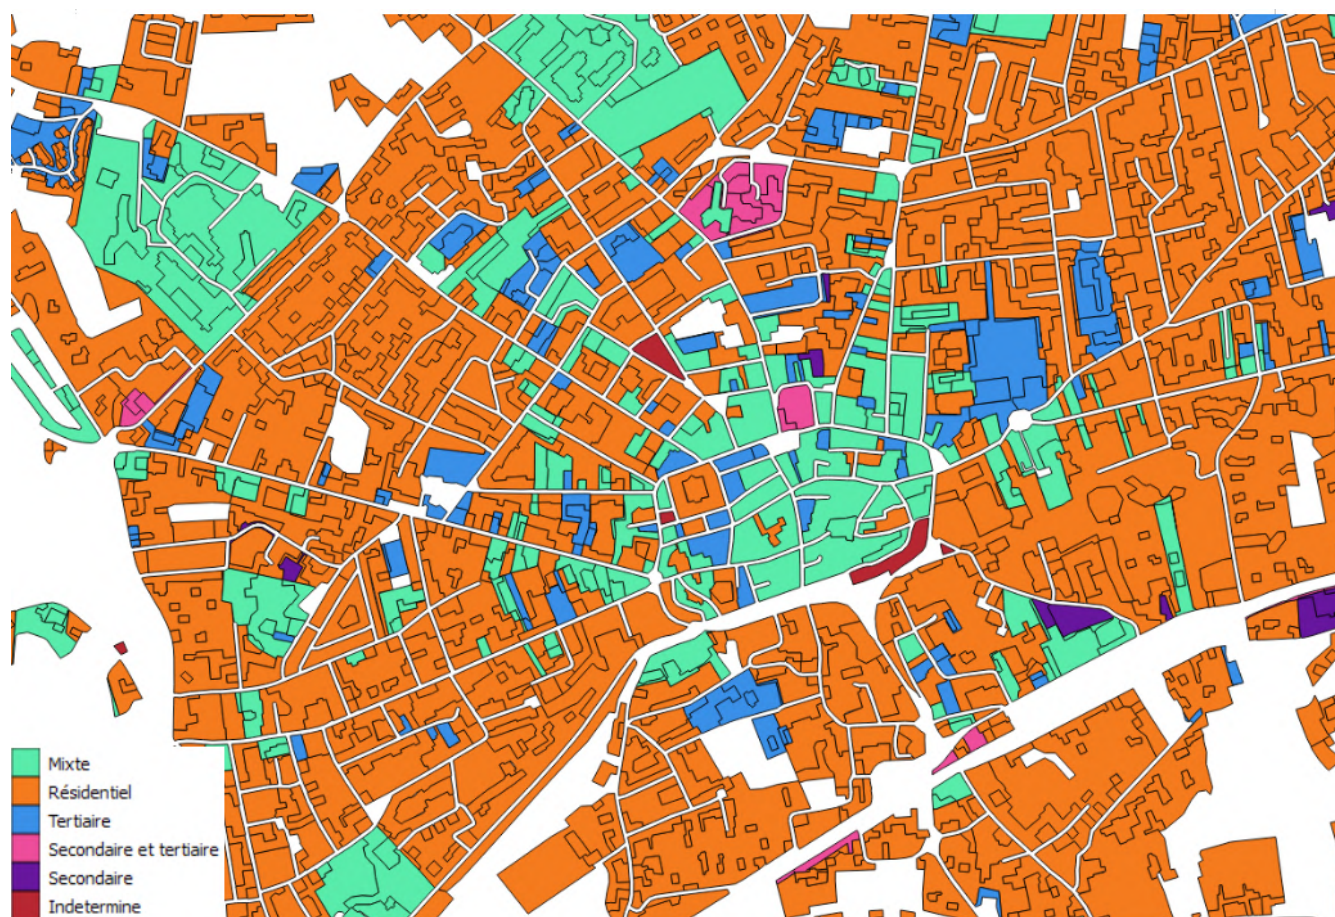 Mixte
Résidentiel
Tertiaire
Secondaire et tertiaire
Secondaire
Indetermine